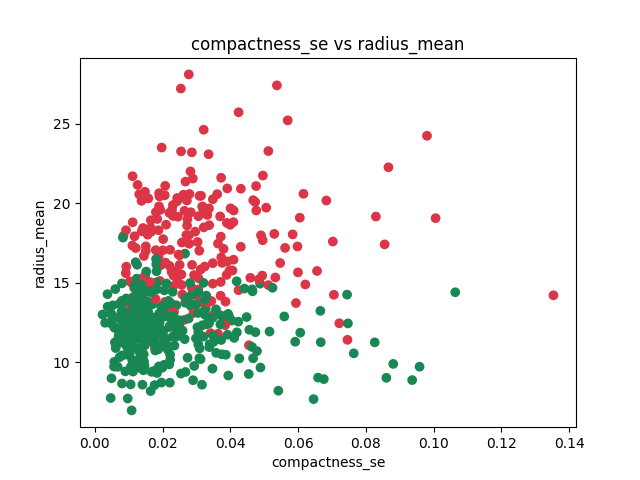 compactness_se vs radius_mean
25
20
15
10
radius_mean
0.00 0.02 0.04 0.06 0.08 0.10 0.12 0.14
compactness_se